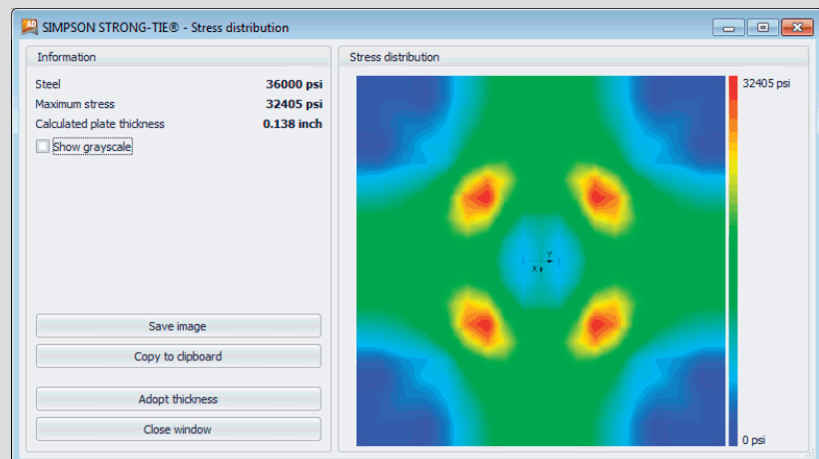 AD SIMPSON STRONG-TIE® - Stress distribution
Information
Steel 36000 psi
Maximum stress 32405 psi
Calculated plate thickness 0.138 inch
Show grayscale
Save image
Copy to clipboard
Adopt thickness
Close window
Stress distribution
32405 psi
Y
X
0 psi